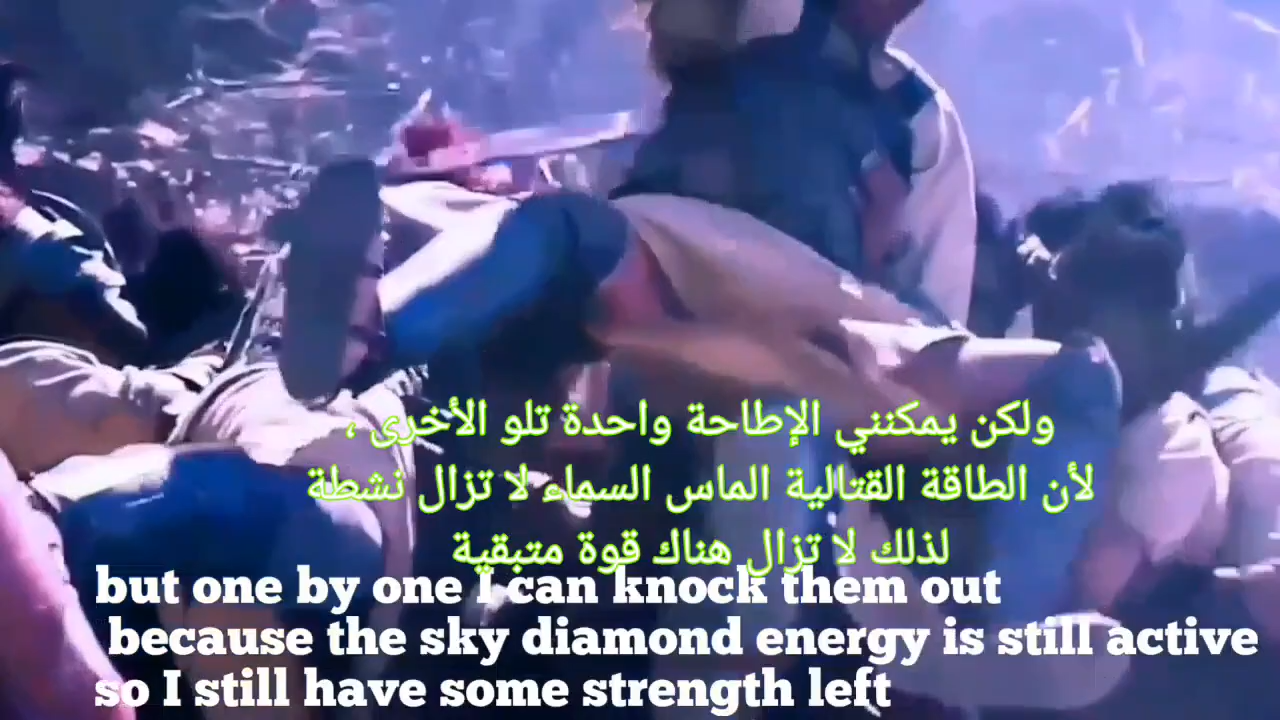 ولكن يمكنني الإطاحة واحدة تلو الأخرى ،
لأن الطاقة القتالية الماس السماء لا تزال نشطة
لذلك لا تزال هناك قوة متبقية
but one by one I can knock them out
because the sky diamond energy is still active
so I still have some strength left